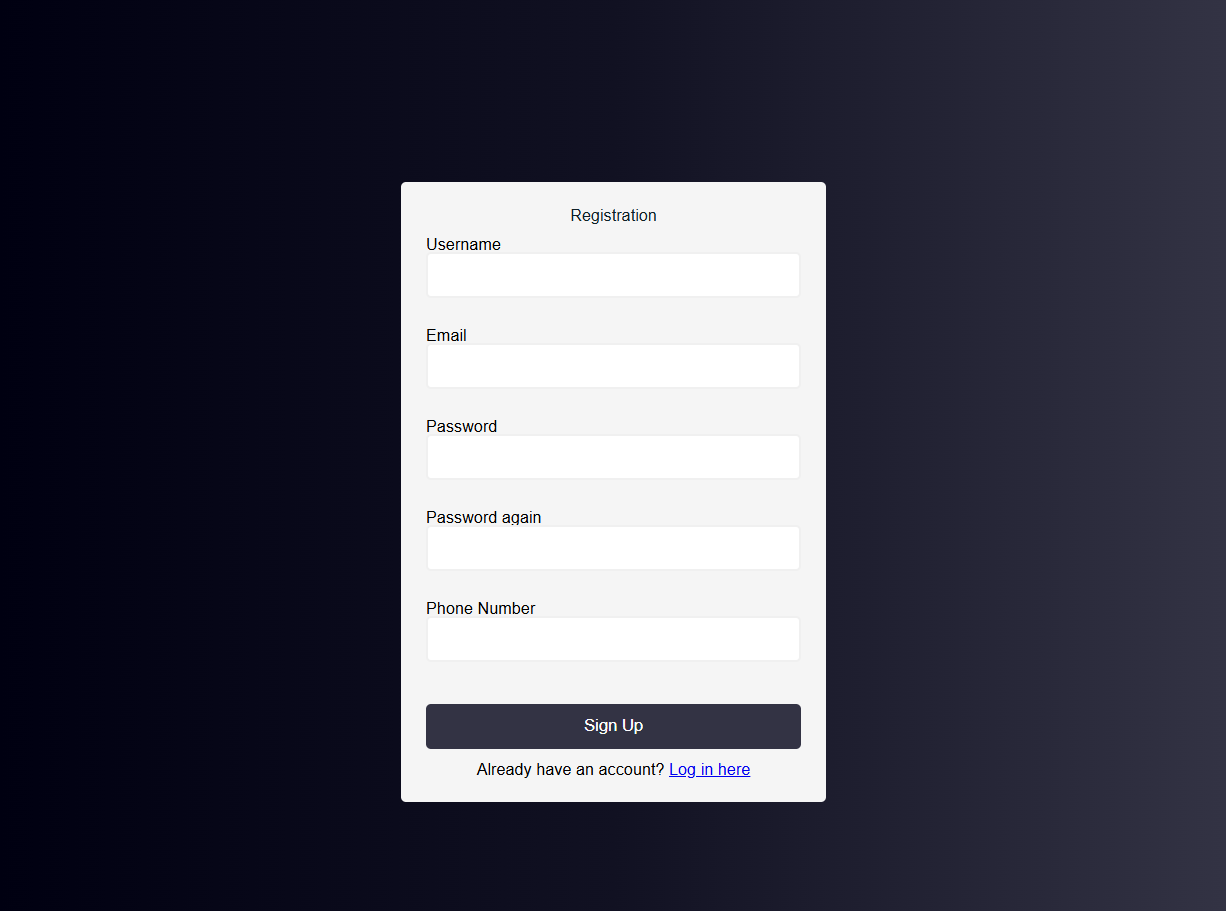 Registration
Username
Email
Password
Password again
Phone Number
Sign Up
Already have an account? Log in here